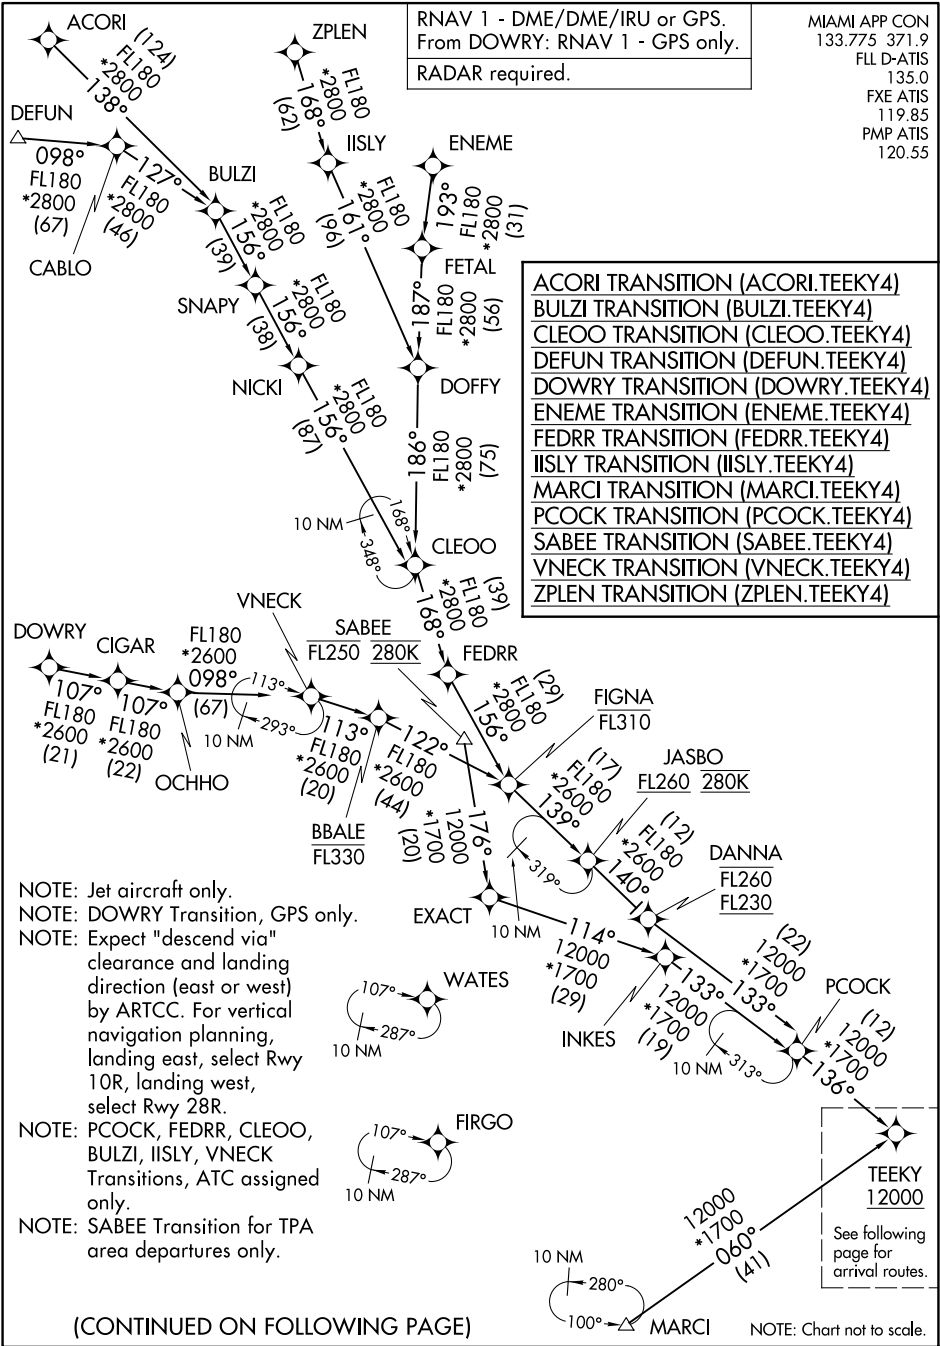 RNAV 1 - DME/DME/IRU or GPS.
From DOWRY: RNAV 1 - GPS only.
RADAR required.
MIAMI APP CON
133.775 371.9
FLL D-ATIS
135.0
FXE ATIS
119.85
PMP ATIS
120.55
ACORI
(124)
FL180
*2800
138°
ZPLEN
FL180
*2800
168°
(62)
DEFUN
098°
FL180
*2800
(67)
127°
FL180
*2800
(46)
CABLO
BULZI
FL180
*2800
156°
(39)
IISLY
FL180
*2800
161°
(96)
ENEME
193°
FL180
*2800
(31)
FETAL
187°
FL180
*2800
(56)
SNAPY
FL180
*2800
156°
(38)
NICKI
FL180
*2800
156°
(87)
DOFFY
186°
FL180
*2800
(75)
ACORI TRANSITION (ACORI.TEEKY4)
BULZI TRANSITION (BULZI.TEEKY4)
CLEOO TRANSITION (CLEOO.TEEKY4)
DEFUN TRANSITION (DEFUN.TEEKY4)
DOWRY TRANSITION (DOWRY.TEEKY4)
ENEME TRANSITION (ENEME.TEEKY4)
FEDRR TRANSITION (FEDRR.TEEKY4)
IISLY TRANSITION (IISLY.TEEKY4)
MARCI TRANSITION (MARCI.TEEKY4)
PCOCK TRANSITION (PCOCK.TEEKY4)
SABEE TRANSITION (SABEE.TEEKY4)
VNECK TRANSITION (VNECK.TEEKY4)
ZPLEN TRANSITION (ZPLEN.TEEKY4)
10 NM
168°
348°
CLEOO
(39)
FL180
*2800
168°
DOWRY
107°
FL180
*2600
(21)
CIGAR
107°
FL180
*2600
(22)
OCHHO
FL180
*2600
098°
(67)
VNECK
113°
293°
10 NM
113°
FL180
*2600
(20)
BBALE
FL330
122°
FL180
*2600
(44)
SABEE
FL250 280K
176°
12000
*1700
(20)
FEDRR
(29)
FL180
*2800
156°
FIGNA
FL310
(17)
FL180
*2600
139°
JASBO
FL260 280K
319°
10 NM
(12)
FL180
*2600
140°
DANNA
FL260
FL230
EXACT
114°
12000
*1700
(29)
INKES
133°
12000
*1700
(19)
(22)
12000
*1700
133°
PCOCK
313°
10 NM
(12)
12000
*1700
136°
NOTE: Jet aircraft only.
NOTE: DOWRY Transition, GPS only.
NOTE: Expect "descend via"
clearance and landing
direction (east or west)
by ARTCC. For vertical
navigation planning,
landing east, select Rwy
10R, landing west,
select Rwy 28R.
NOTE: PCOCK, FEDRR, CLEOO,
BULZI, IISLY, VNECK
Transitions, ATC assigned
only.
NOTE: SABEE Transition for TPA
area departures only.
WATES
107°
287°
10 NM
FIRGO
107°
287°
10 NM
TEEKY
12000
See following
page for
arrival routes.
12000
*1700
060°
(41)
10 NM
280°
100°
MARCI
(CONTINUED ON FOLLOWING PAGE)
NOTE: Chart not to scale.